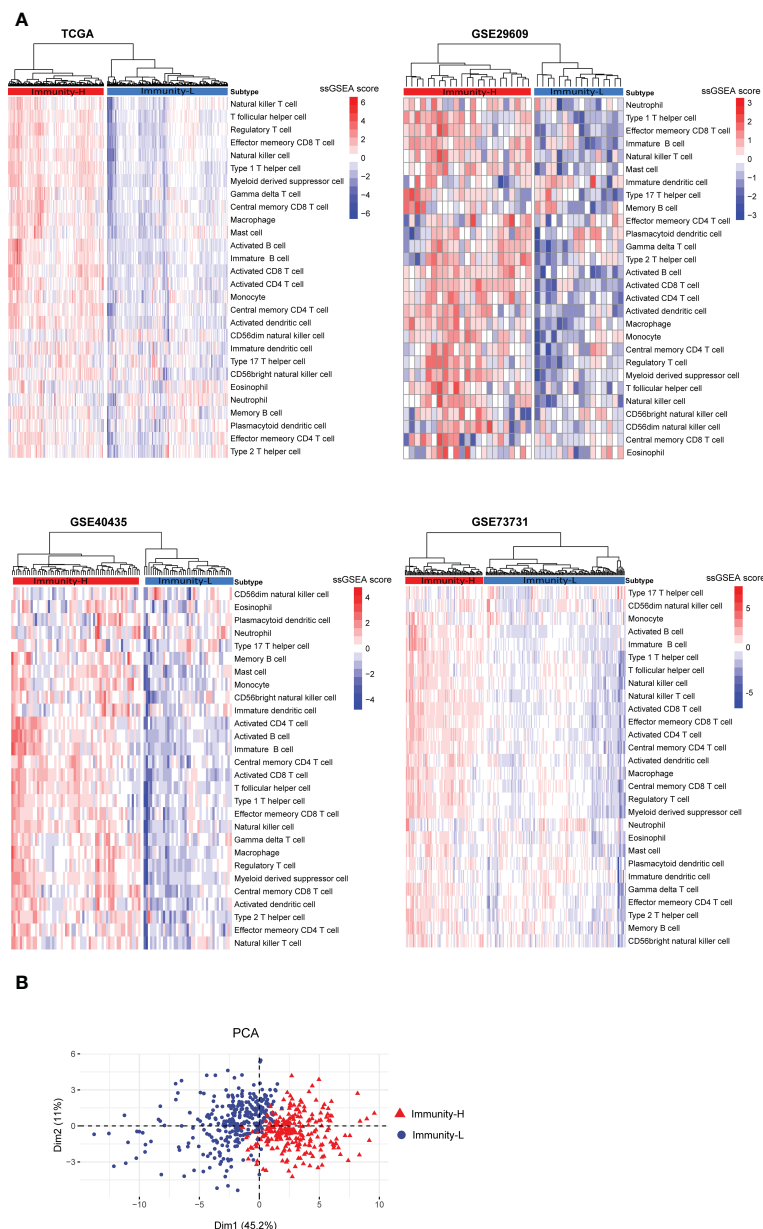 A
TCGA
Immunity-H
Immunity-L
Subtype
ssGSEA score
6
4
2
0
−2
−4
−6
Natural killer T cell
T follicular helper cell
Regulatory T cell
Effector memeory CD8 T cell
Natural killer cell
Type 1 T helper cell
Myeloid derived suppressor cell
Gamma delta T cell
Central memory CD8 T cell
Macrophage
Mast cell
Activated B cell
Immature B cell
Activated CD8 T cell
Activated CD4 T cell
Monocyte
Central memory CD4 T cell
Activated dendritic cell
CD56dim natural killer cell
Immature dendritic cell
Type 17 T helper cell
CD56bright natural killer cell
Eosinophil
Neutrophil
Memory B cell
Plasmacytoid dendritic cell
Effector memeory CD4 T cell
Type 2 T helper cell
GSE29609
Immunity-H
Immunity-L
Subtype
ssGSEA score
3
2
1
0
−1
−2
−3
Neutrophil
Type 1 T helper cell
Effector memeory CD8 T cell
Immature B cell
Natural killer T cell
Mast cell
Immature dendritic cell
Type 17 T helper cell
Memory B cell
Effector memeory CD4 T cell
Plasmacytoid dendritic cell
Gamma delta T cell
Type 2 T helper cell
Activated B cell
Activated CD8 T cell
Activated CD4 T cell
Activated dendritic cell
Macrophage
Monocyte
Central memory CD4 T cell
Regulatory T cell
Myeloid derived suppressor cell
T follicular helper cell
Natural killer cell
CD56bright natural killer cell
CD56dim natural killer cell
Central memory CD8 T cell
Eosinophil
GSE40435
Immunity-H
Immunity-L
Subtype
ssGSEA score
4
2
0
−2
−4
CD56dim natural killer cell
Eosinophil
Plasmacytoid dendritic cell
Neutrophil
Type 17 T helper cell
Memory B cell
Mast cell
Monocyte
CD56bright natural killer cell
Immature dendritic cell
Activated CD4 T cell
Activated B cell
Immature B cell
Central memory CD4 T cell
Activated CD8 T cell
T follicular helper cell
Type 1 T helper cell
Effector memeory CD8 T cell
Natural killer cell
Gamma delta T cell
Macrophage
Regulatory T cell
Myeloid derived suppressor cell
Central memory CD8 T cell
Activated dendritic cell
Type 2 T helper cell
Effector memeory CD4 T cell
Natural killer T cell
GSE73731
Immunity-H
Immunity-L
Subtype
ssGSEA score
5
0
-5
Type 17 T helper cell
CD56dim natural killer cell
Monocyte
Activated B cell
Immature B cell
Type 1 T helper cell
T follicular helper cell
Natural killer cell
Natural killer T cell
Activated CD8 T cell
Effector memeory CD8 T cell
Activated CD4 T cell
Central memory CD4 T cell
Activated dendritic cell
Macrophage
Central memory CD8 T cell
Regulatory T cell
Myeloid derived suppressor cell
Neutrophil
Eosinophil
Mast cell
Plasmacytoid dendritic cell
Immature dendritic cell
Gamma delta T cell
Effector memeory CD4 T cell
Type 2 T helper cell
Memory B cell
CD56bright natural killer cell
B
PCA
Dim2 (11%)
6
3
0
−3
−10
−5
0
5
10
Dim1 (45.2%)
Immunity-H
Immunity-L